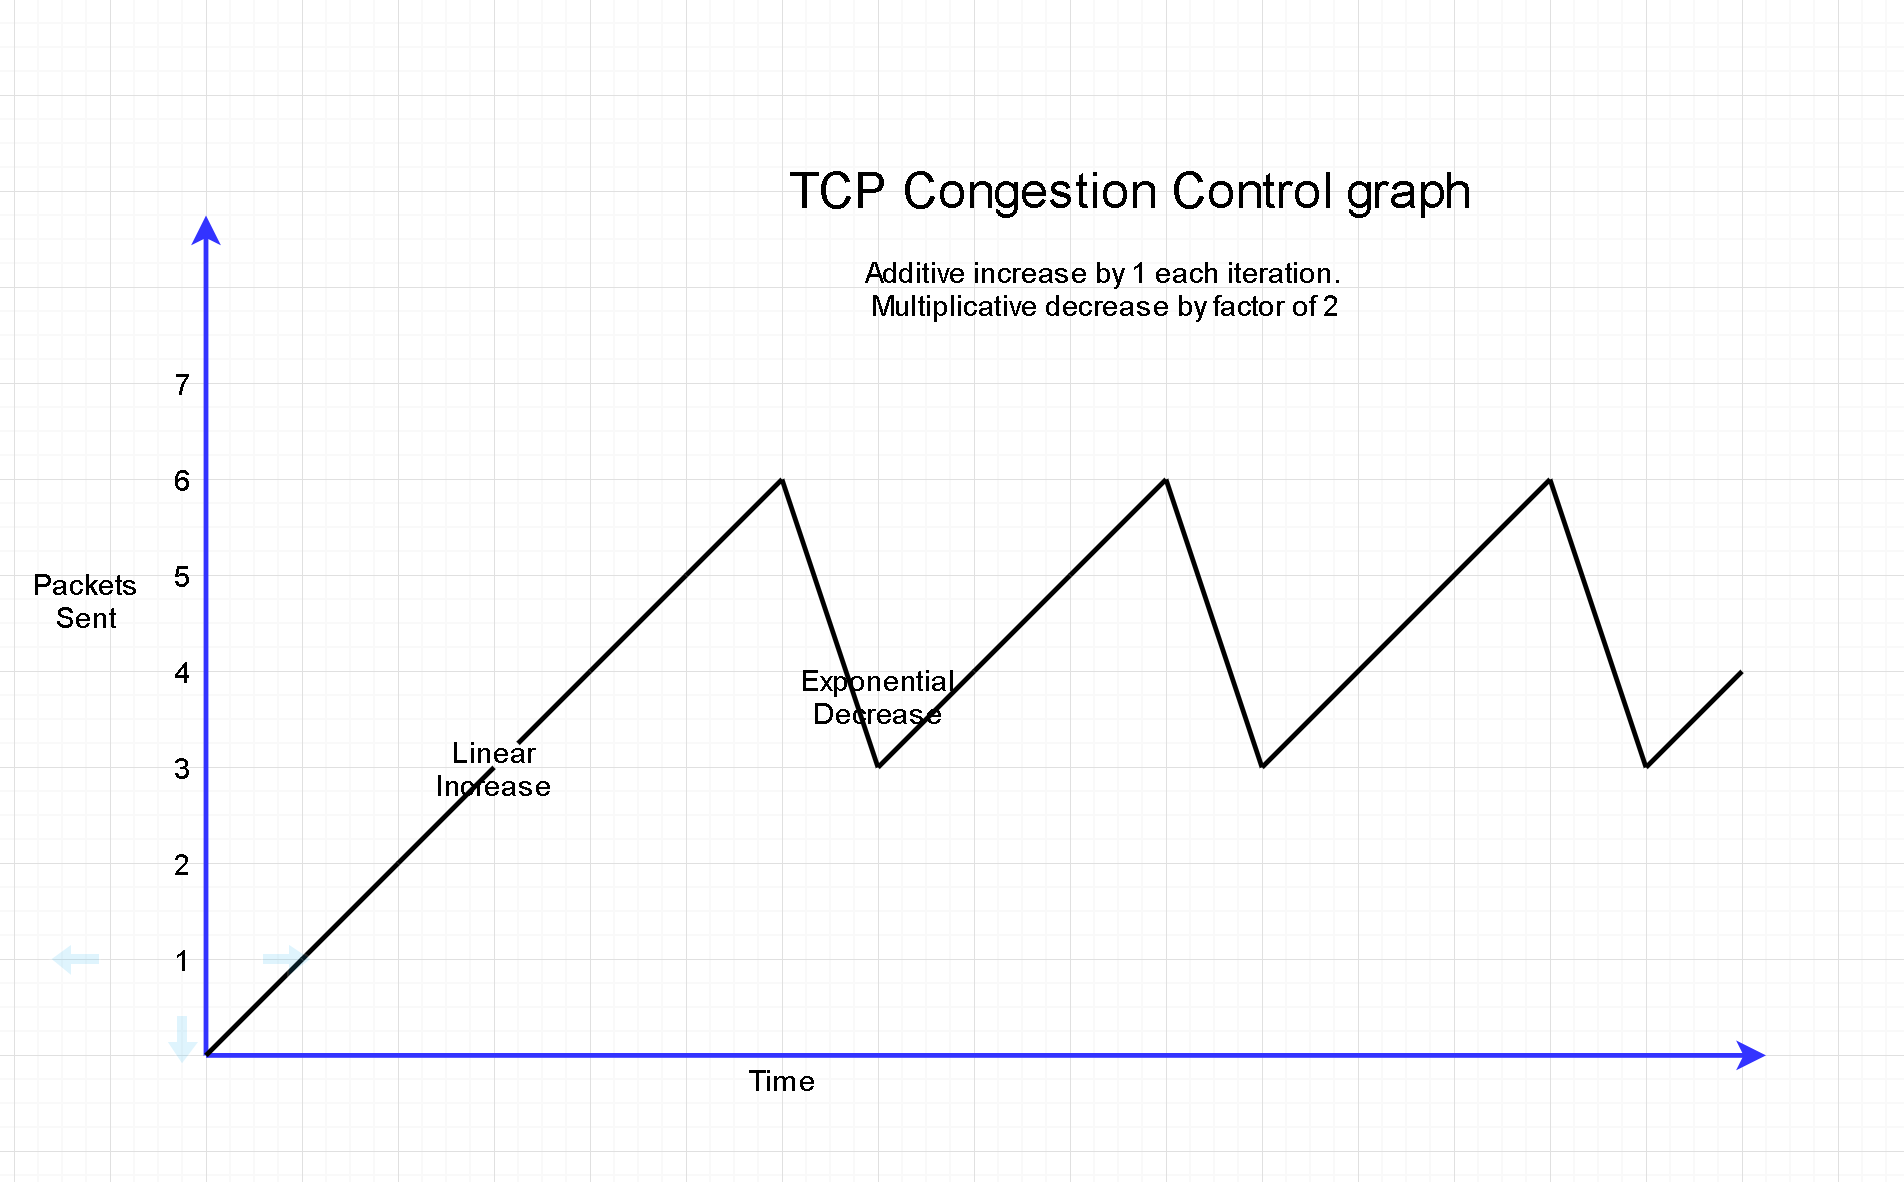 TCP Congestion Control graph
Additive increase by 1 each iteration.
Multiplicative decrease by factor of 2
7
6
5
Packets
Sent
4
Exponential
Decrease
Linear
Increase
3
2
1
Time